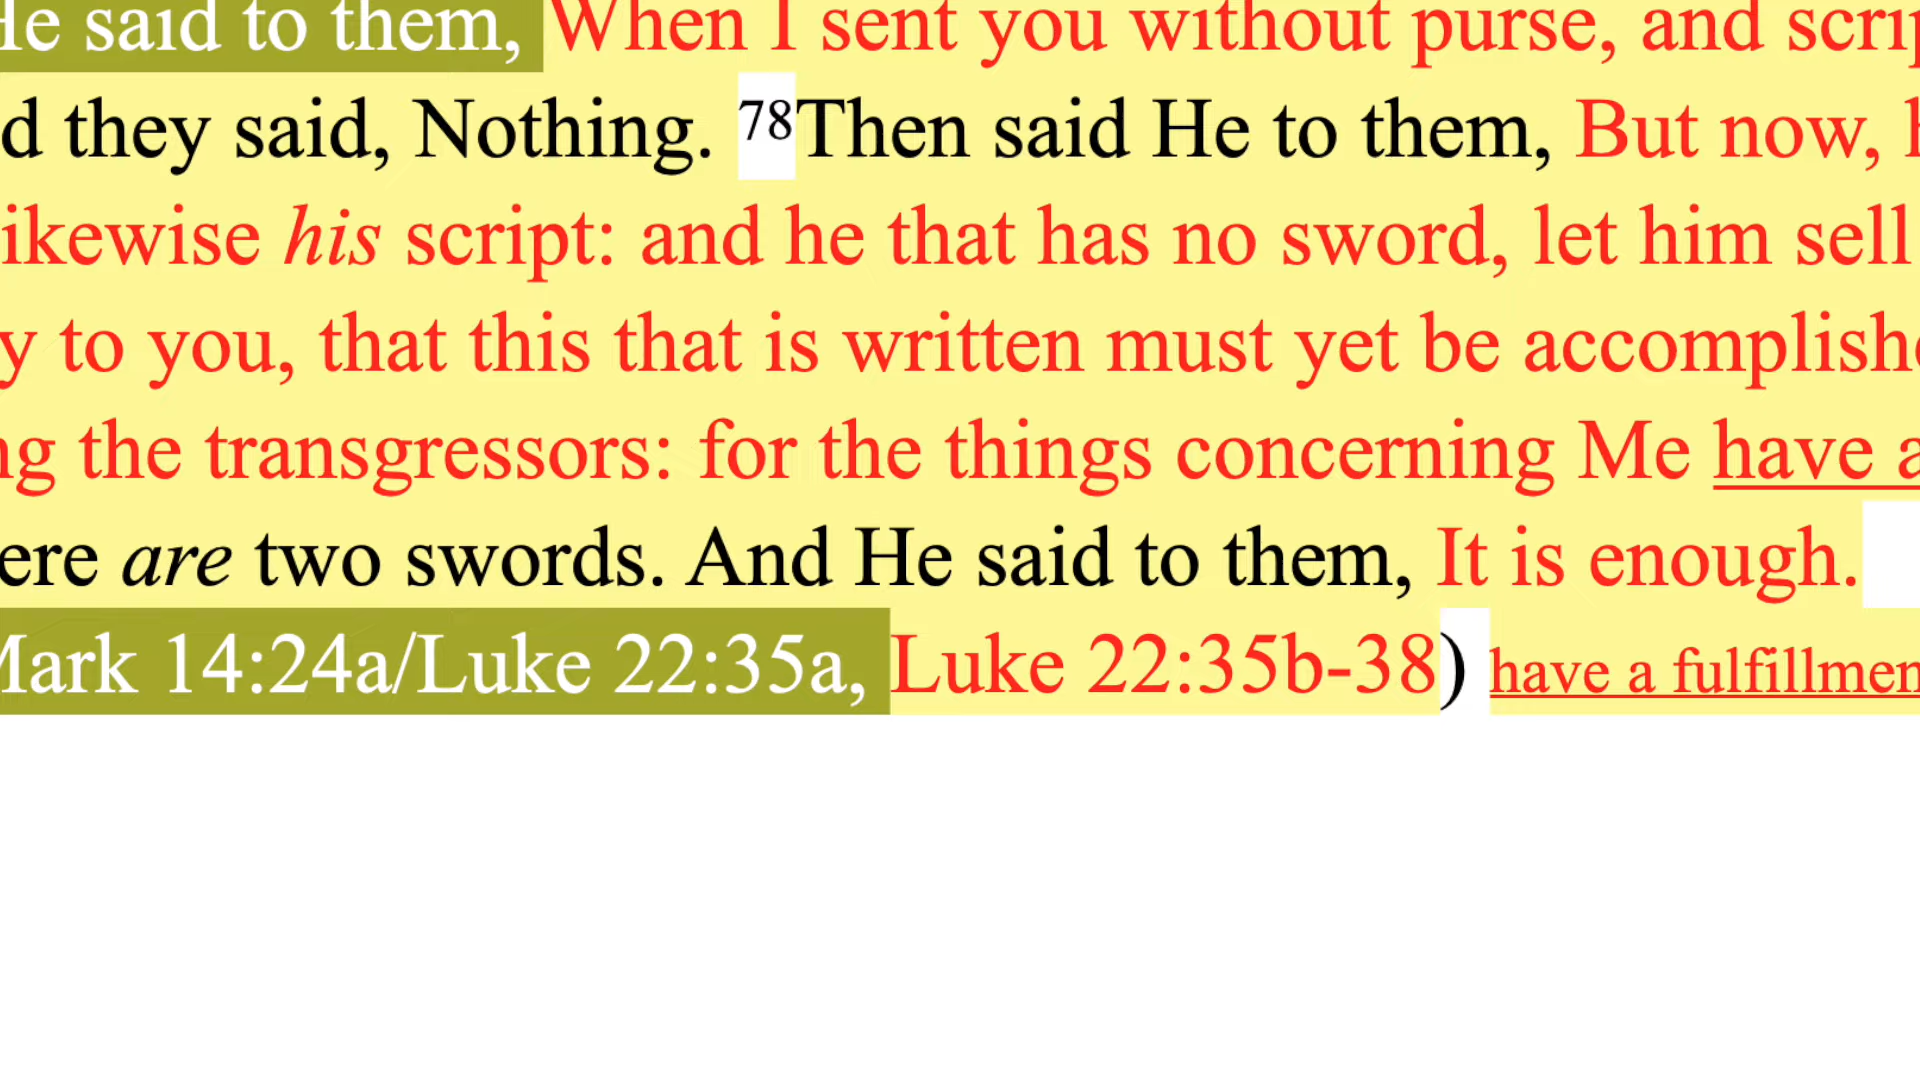 He said to them, When I sent you without purse, and scrip
d they said, Nothing. 78Then said He to them, But now, h
ikewise his script: and he that has no sword, let him sell
y to you, that this that is written must yet be accomplishe
ng the transgressors: for the things concerning Me have a
ere are two swords. And He said to them, It is enough.
Mark 14:24a/Luke 22:35a, Luke 22:35b-38) have a fulfillmen